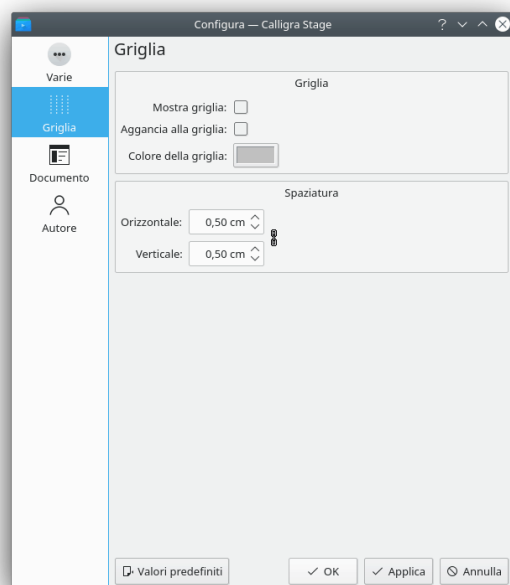 Configura — Calligra Stage
Griglia
Varie
Griglia
Documento
Autore
Griglia
Mostra griglia:
Aggancia alla griglia:
Colore della griglia:
Spaziatura
Orizzontale: 0,50 cm
Verticale: 0,50 cm
Valori predefiniti OK Applica Annulla